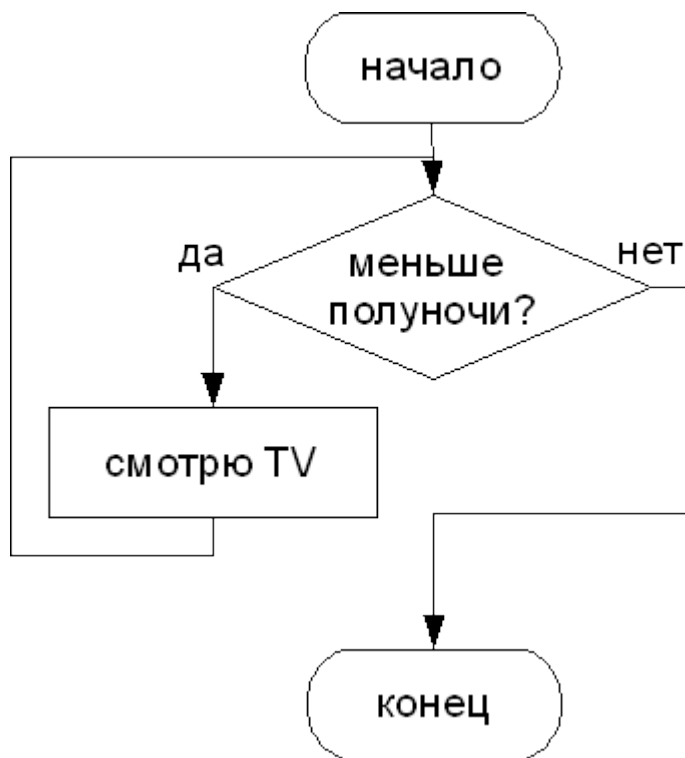 начало
да
меньше
полуночи?
нет
смотрю TV
конец